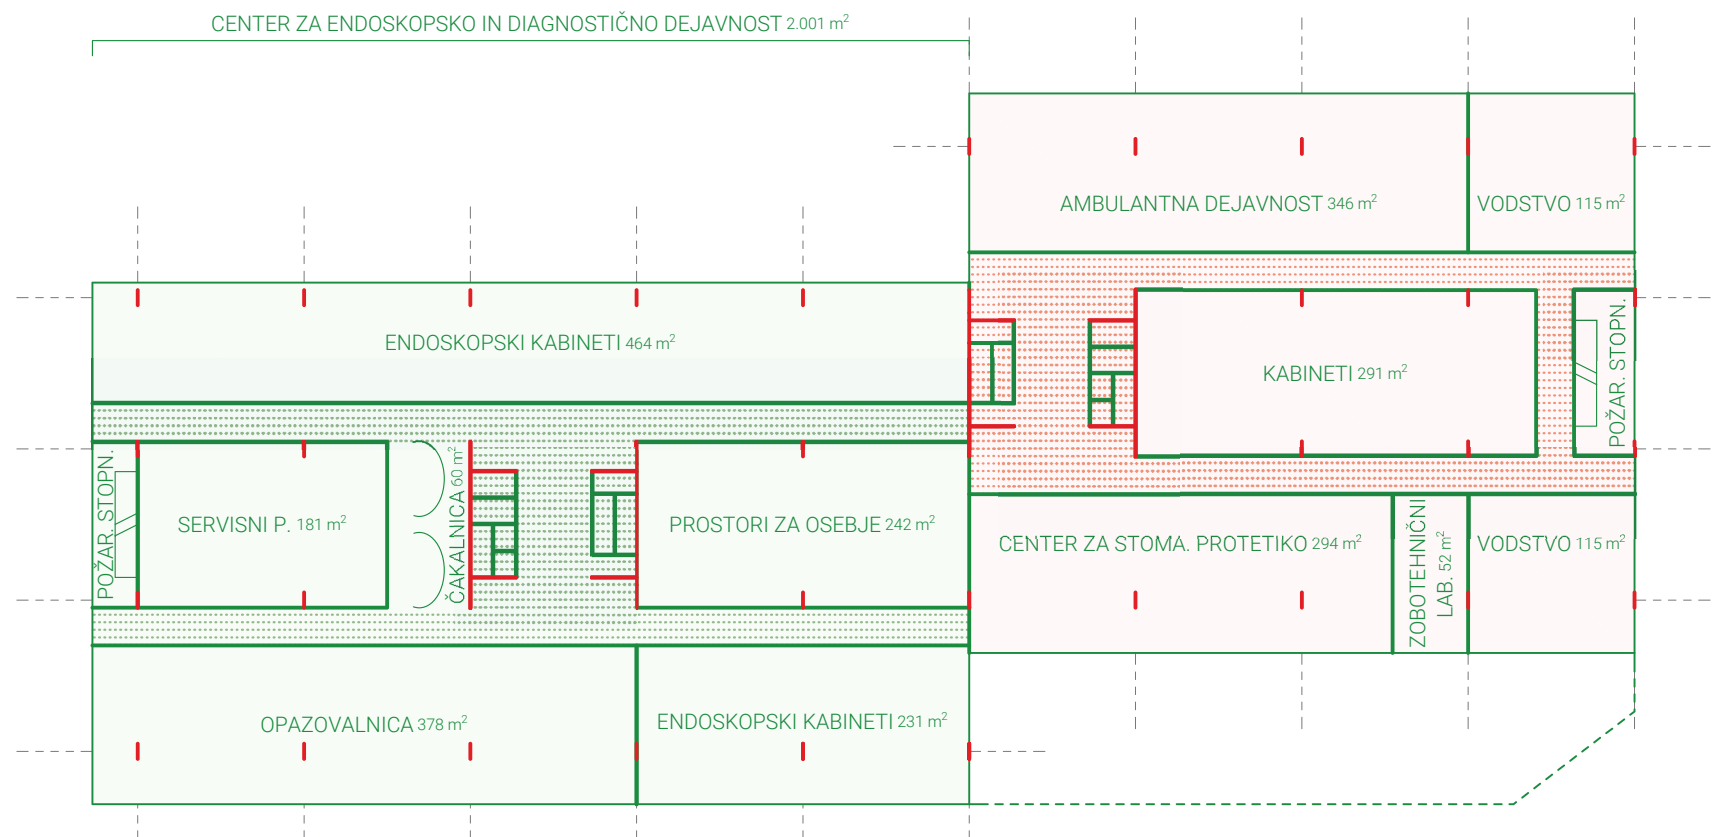 CENTER ZA ENDOSKOPSKO IN DIAGNOSTIČNO DEJAVNOST 2.001 m²
AMBULANTNA DEJAVNOST 346 m²
VODSTVO 115 m²
ENDOSKOPSKI KABINETI 464 m²
KABINETI 291 m²
POŽAR. STOPN.
POŽAR. STOPN.
SERVISNI P. 181 m²
ČAKALNICA 60 m²
PROSTORI ZA OSEBJE 242 m²
CENTER ZA STOMA. PROTETIKO 294 m²
ZOBOTEHNIČNI
LAB. 52 m²
VODSTVO 115 m²
OPAZOVALNICA 378 m²
ENDOSKOPSKI KABINETI 231 m²